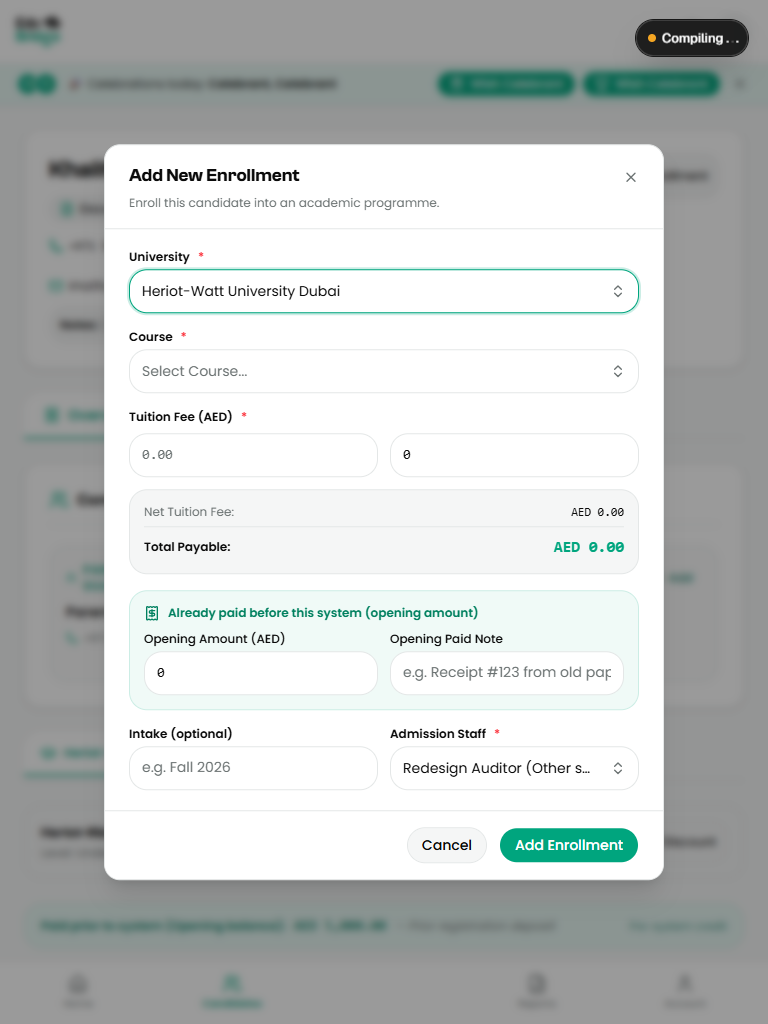 Compiling ...
Add New Enrollment
Enroll this candidate into an academic programme.
University *
Heriot-Watt University Dubai
Course *
Select Course...
Tuition Fee (AED) *
0.00 0
Net Tuition Fee: AED 0.00
Total Payable: AED 0.00
Already paid before this system (opening amount)
Opening Amount (AED) Opening Paid Note
0 e.g. Receipt #123 from old pap
Intake (optional) Admission Staff *
e.g. Fall 2026 Redesign Auditor (Other s...
Cancel Add Enrollment